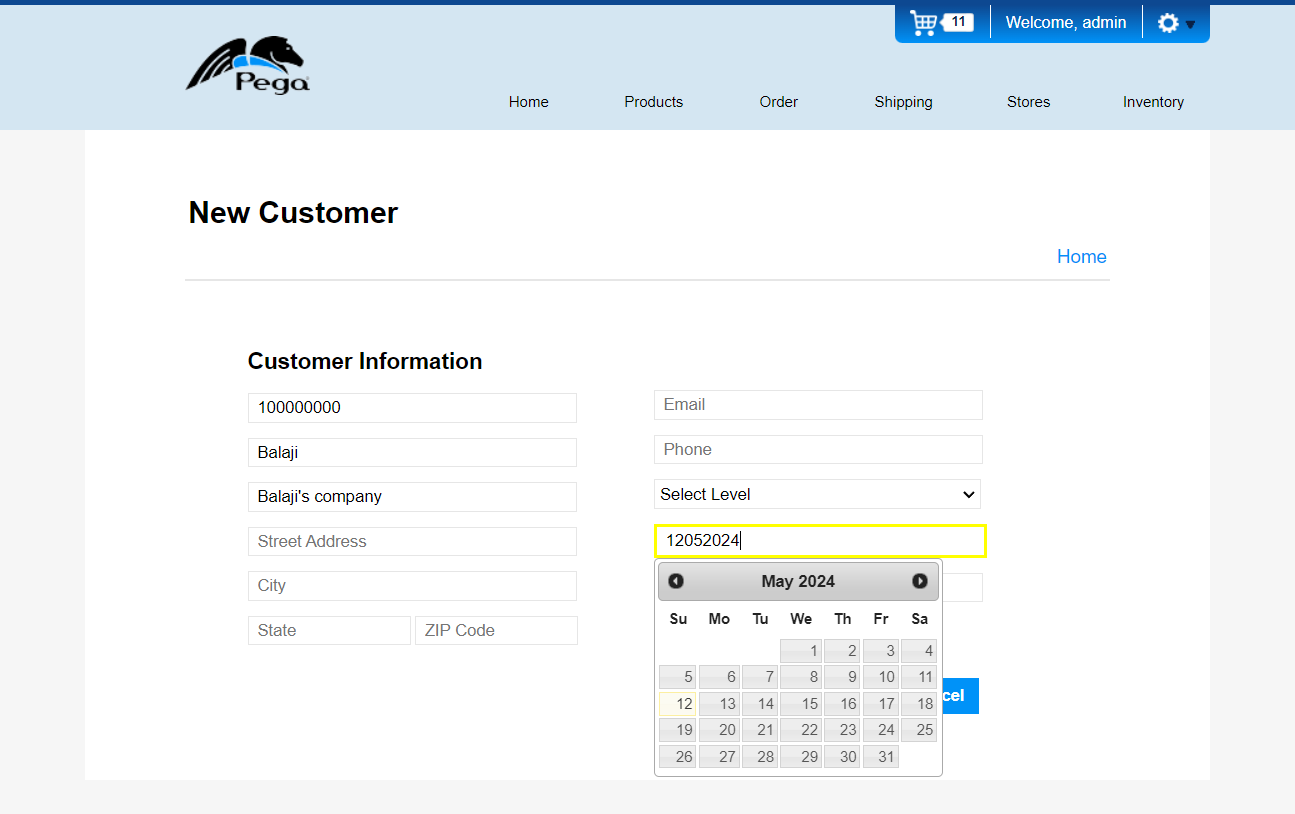 11 Welcome, admin
Pega
Home Products Order Shipping Stores Inventory
New Customer
Home
Customer Information
100000000
Balaji
Balaji's company
Street Address
City
State ZIP Code
Email
Phone
Select Level
12052024
May 2024
Su Mo Tu We Th Fr Sa
1 2 3 4
5 6 7 8 9 10 11
12 13 14 15 16 17 18
19 20 21 22 23 24 25
26 27 28 29 30 31
cel